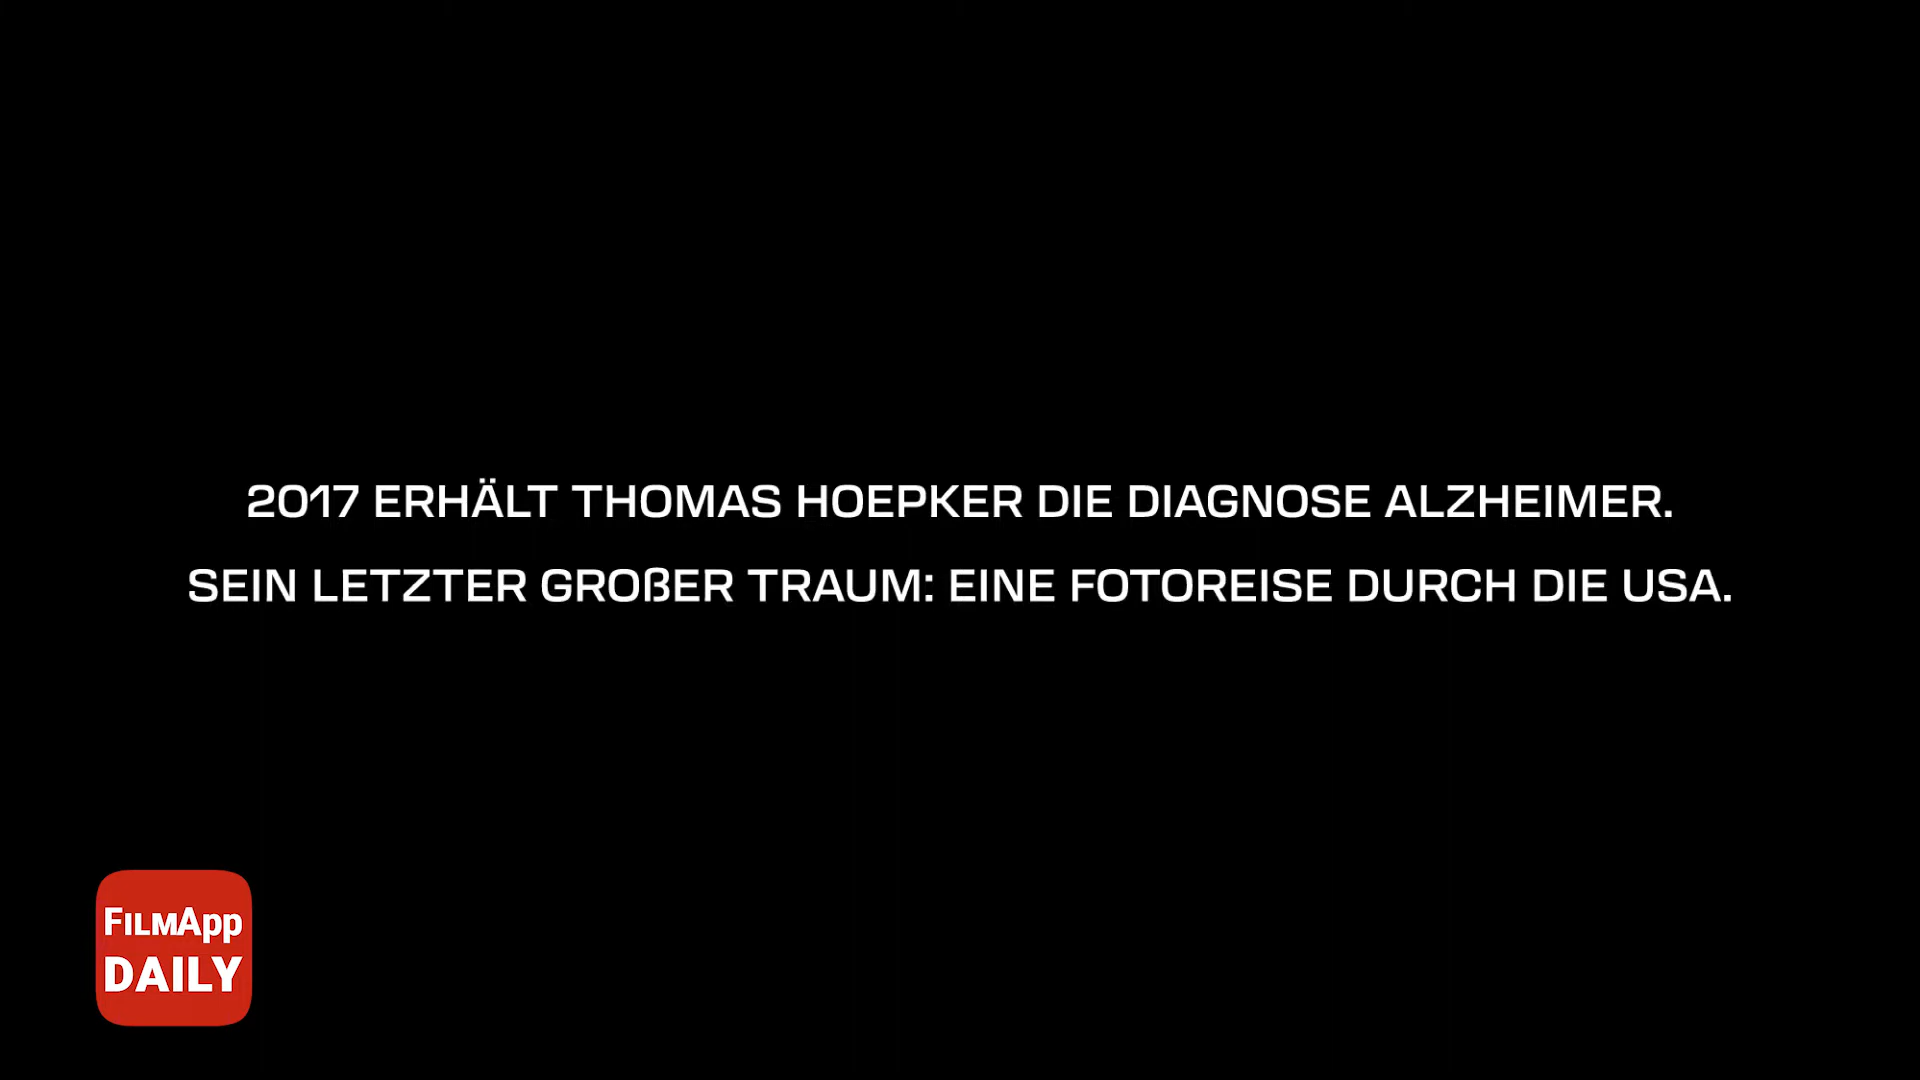 2017 ERHÄLT THOMAS HOEPKER DIE DIAGNOSE ALZHEIMER.
SEIN LETZTER GROßER TRAUM: EINE FOTOREISE DURCH DIE USA.
FILMApp
DAILY